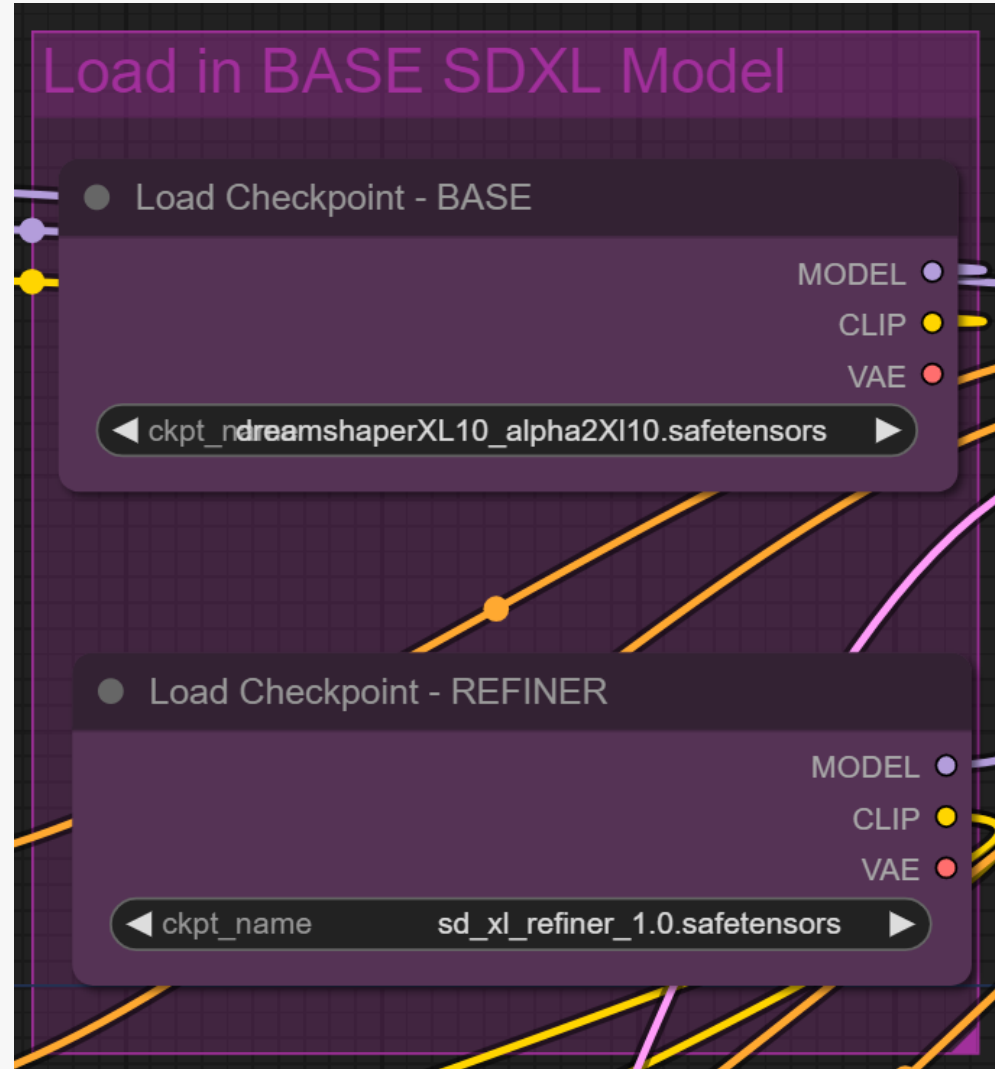 Load in BASE SDXL Model
Load Checkpoint - BASE
MODEL
CLIP
VAE
ckpt_name dreamshaperXL10_alpha2Xl10.safetensors
Load Checkpoint - REFINER
MODEL
CLIP
VAE
ckpt_name sd_xl_refiner_1.0.safetensors